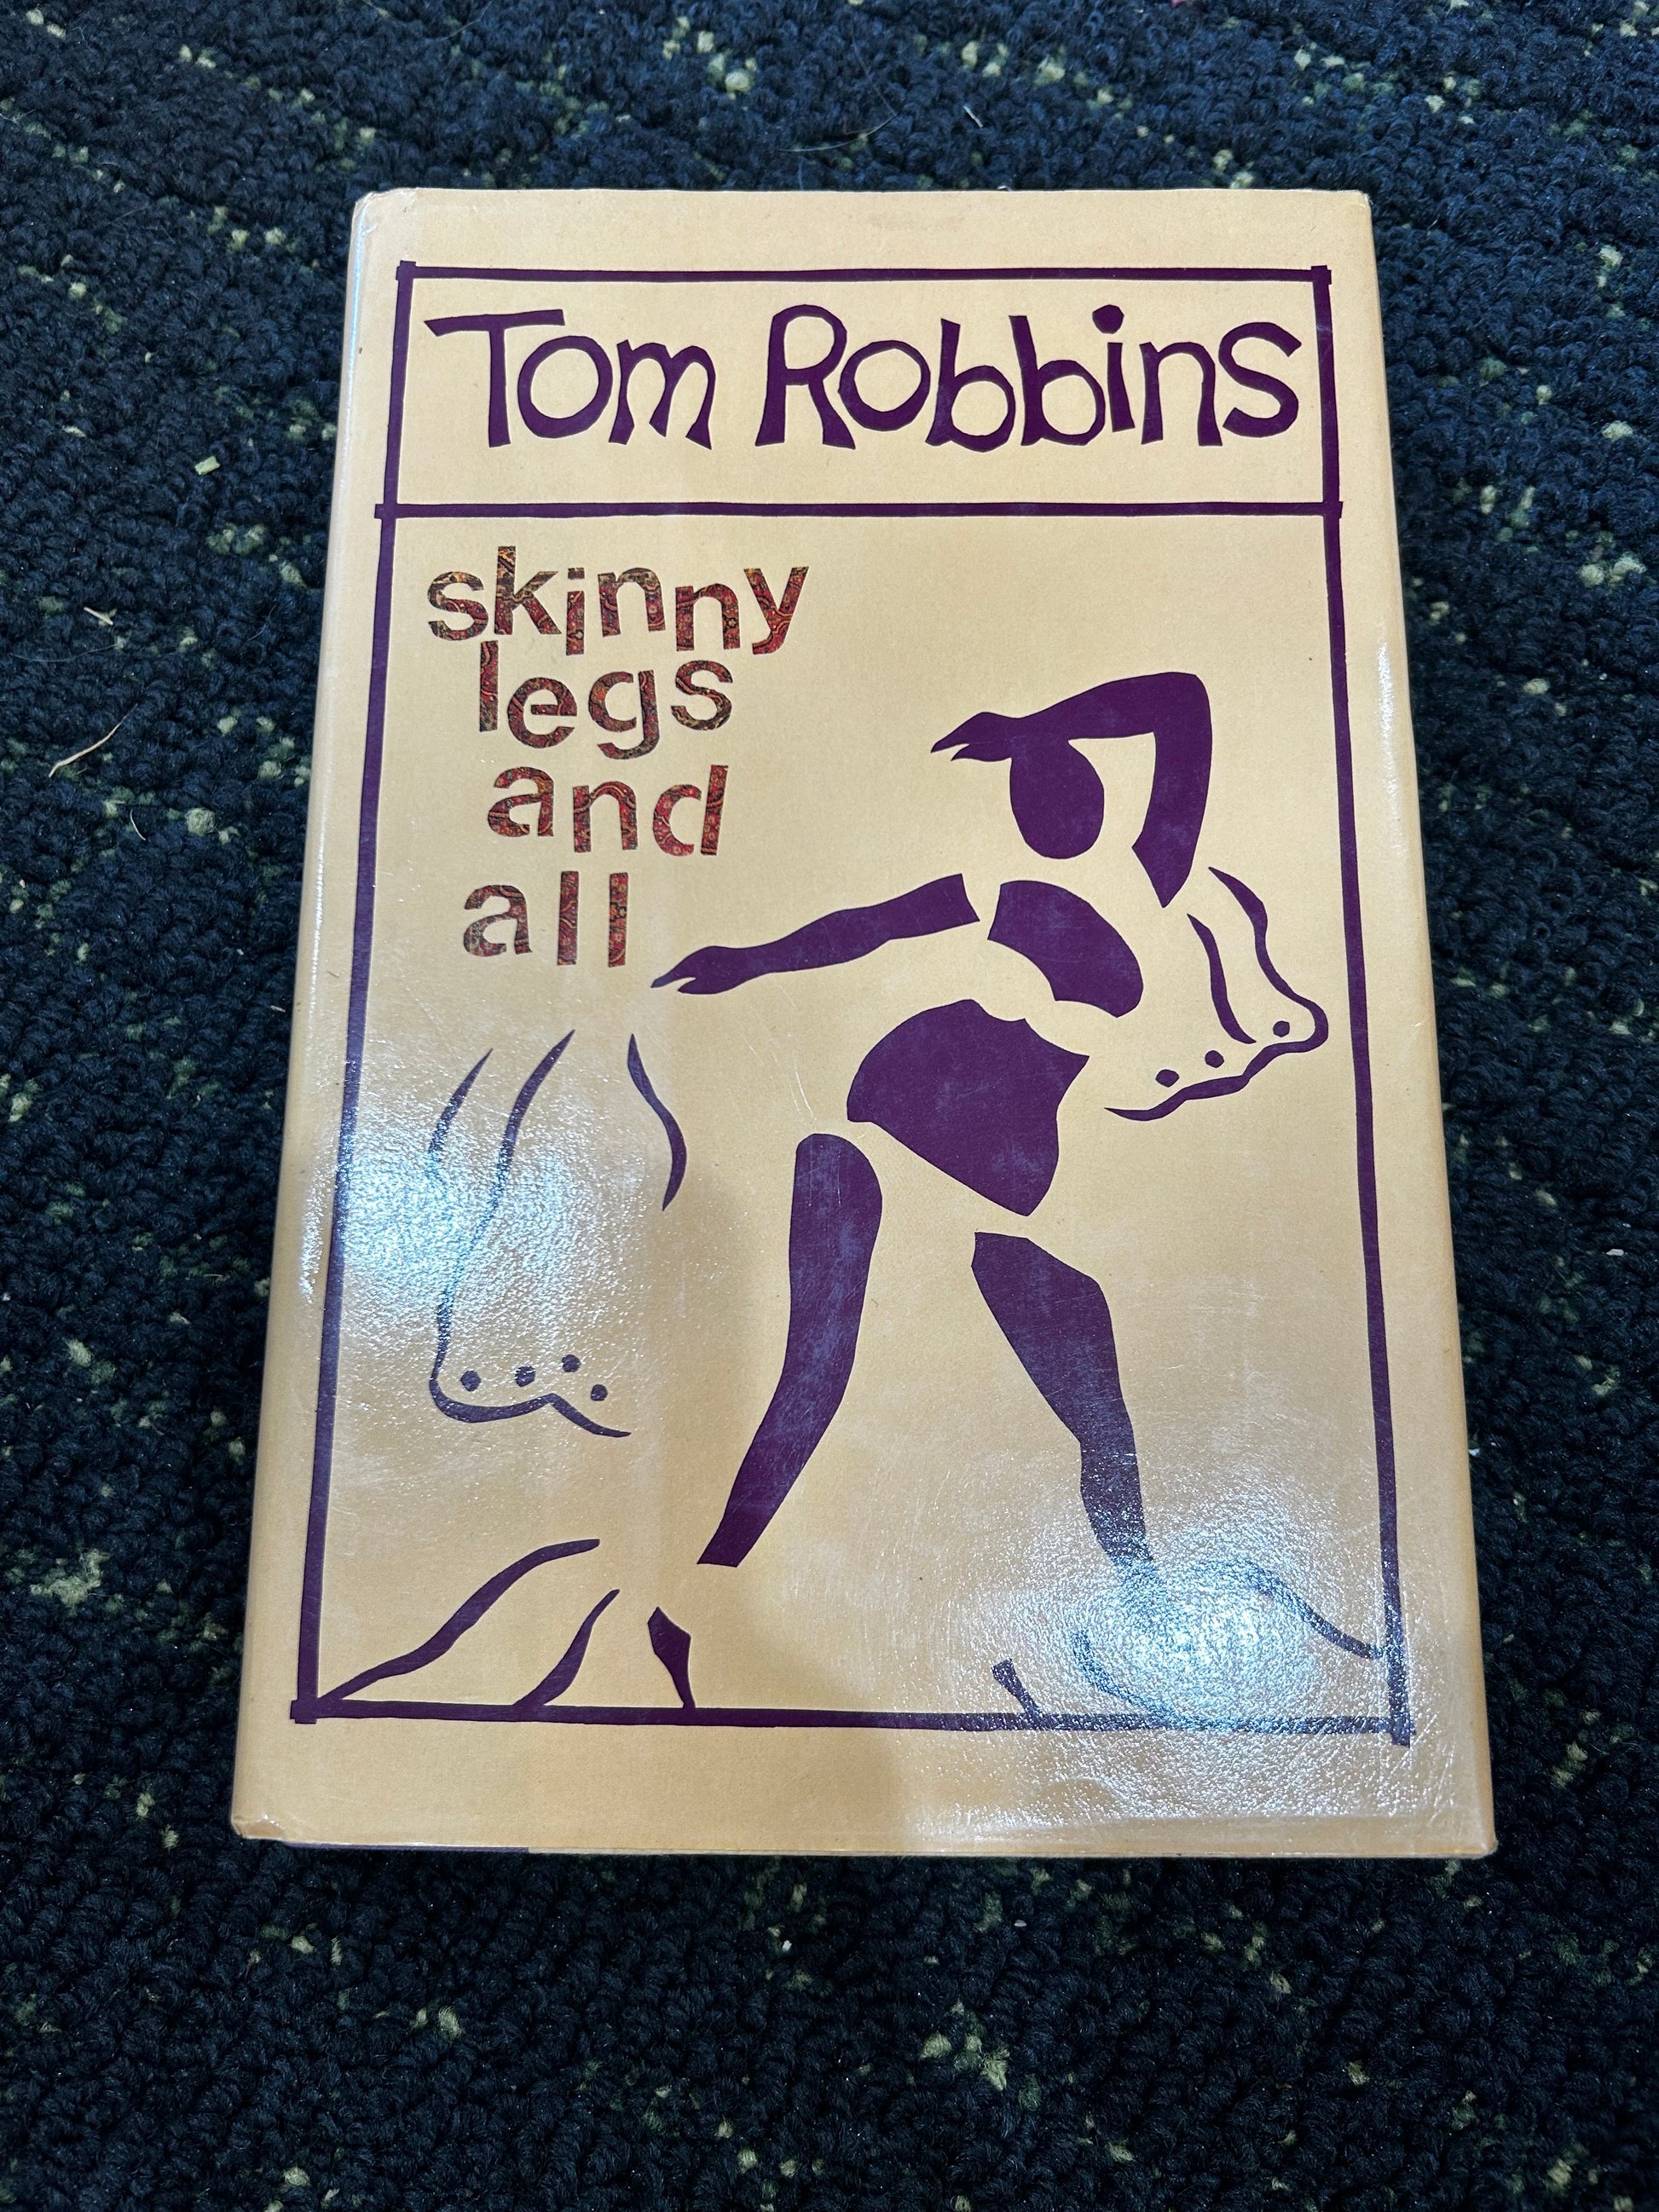 Tom Robbins
skinny
legs
and
all